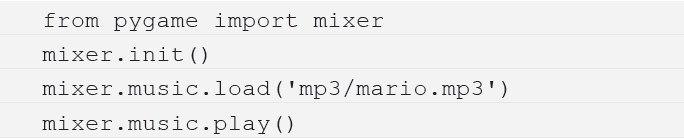 from pygame import mixer
mixer.init()
mixer.music.load('mp3/mario.mp3')
mixer.music.play()